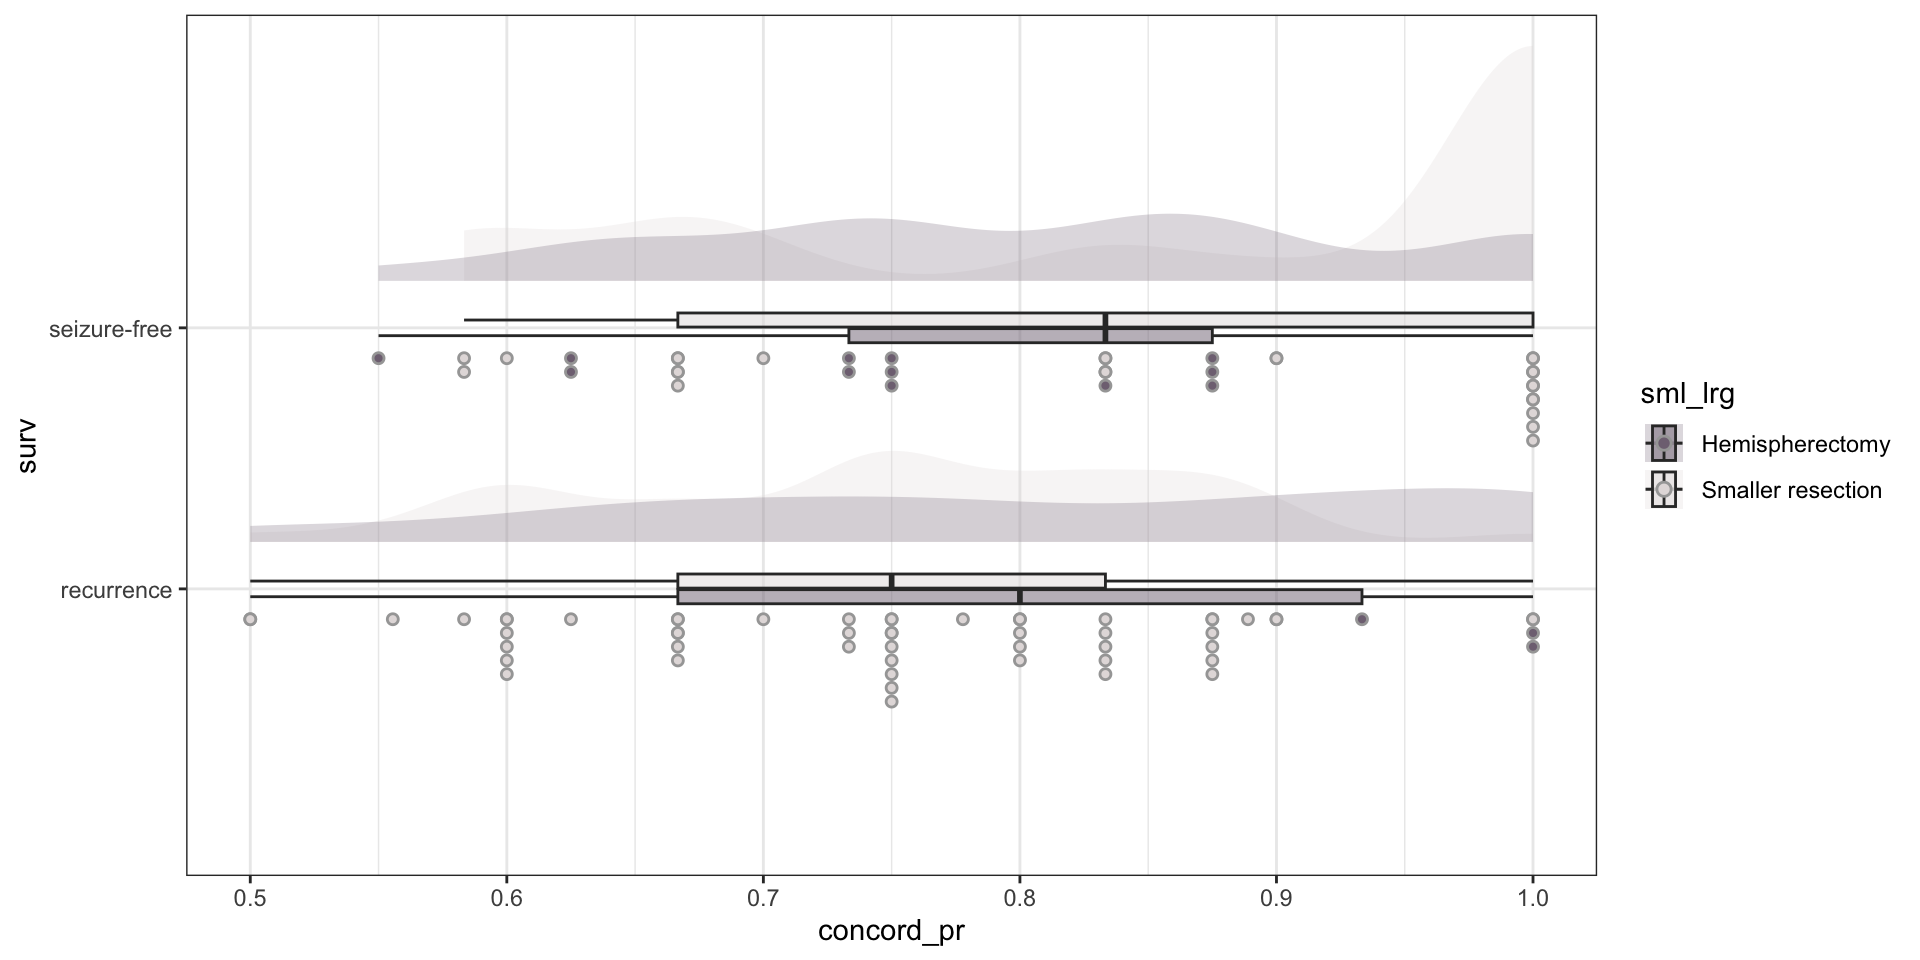 surv
seizure-free
recurrence
0.5 0.6 0.7 0.8 0.9 1.0
concord_pr
sml_lrg
Hemispherectomy
Smaller resection